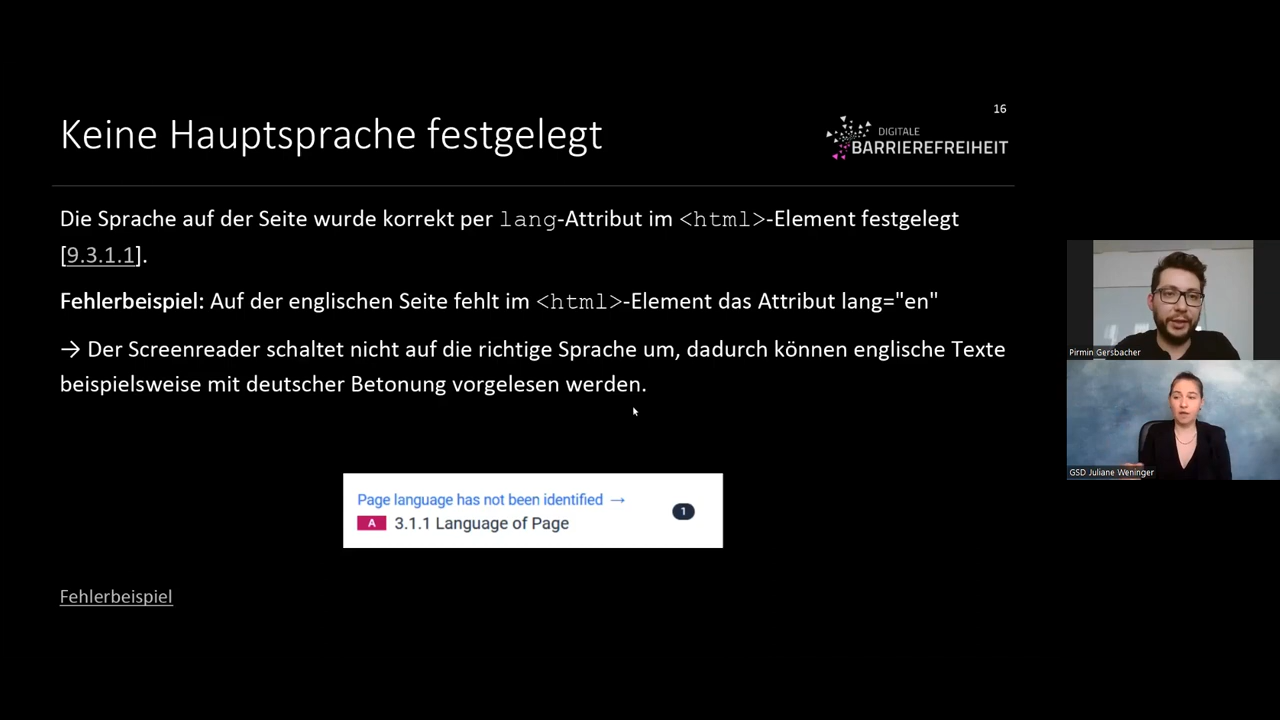 16
Keine Hauptsprache festgelegt
DIGITALE
BARRIEREFREIHEIT
Die Sprache auf der Seite wurde korrekt per lang-Attribut im <html>-Element festgelegt
[9.3.1.1].
Fehlerbeispiel: Auf der englischen Seite fehlt im <html>-Element das Attribut lang="en"
→ Der Screenreader schaltet nicht auf die richtige Sprache um, dadurch können englische Texte
beispielsweise mit deutscher Betonung vorgelesen werden.
Page language has not been identified →
A 3.1.1 Language of Page
1
Fehlerbeispiel
Pirmin Gersbacher
GSD Juliane Weninger